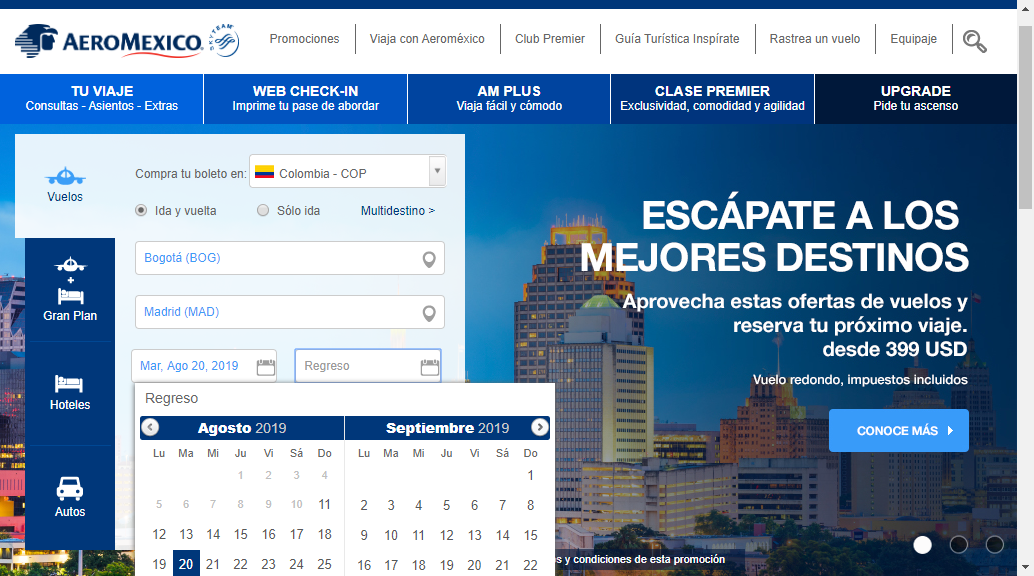 AEROMEXICO.
SKYTEAM
Promociones
Viaja con Aeroméxico
Club Premier
Guía Turística Inspírate
Rastrea un vuelo
Equipaje
TU VIAJE
Consultas - Asientos - Extras
WEB CHECK-IN
Imprime tu pase de abordar
AM PLUS
Viaja fácil y cómodo
CLASE PREMIER
Exclusividad, comodidad y agilidad
UPGRADE
Pide tu ascenso
Vuelos
Gran Plan
Hoteles
Autos
Compra tu boleto en: Colombia - COP
Ida y vuelta Sólo ida Multidestino >
Bogotá (BOG)
Madrid (MAD)
Mar, Ago 20, 2019 Regreso
Regreso
Agosto 2019 Septiembre 2019
Lu Ma Mi Ju Vi Sá Do Lu Ma Mi Ju Vi Sá Do
1 2 3 4 1
5 6 7 8 9 10 11 2 3 4 5 6 7 8
12 13 14 15 16 17 18 9 10 11 12 13 14 15
19 20 21 22 23 24 25 16 17 18 19 20 21 22
ESCÁPATE A LOS
MEJORES DESTINOS
Aprovecha estas ofertas de vuelos y
reserva tu próximo viaje.
desde 399 USD
Vuelo redondo, impuestos incluidos
CONOCE MÁS
s y condiciones de esta promoción